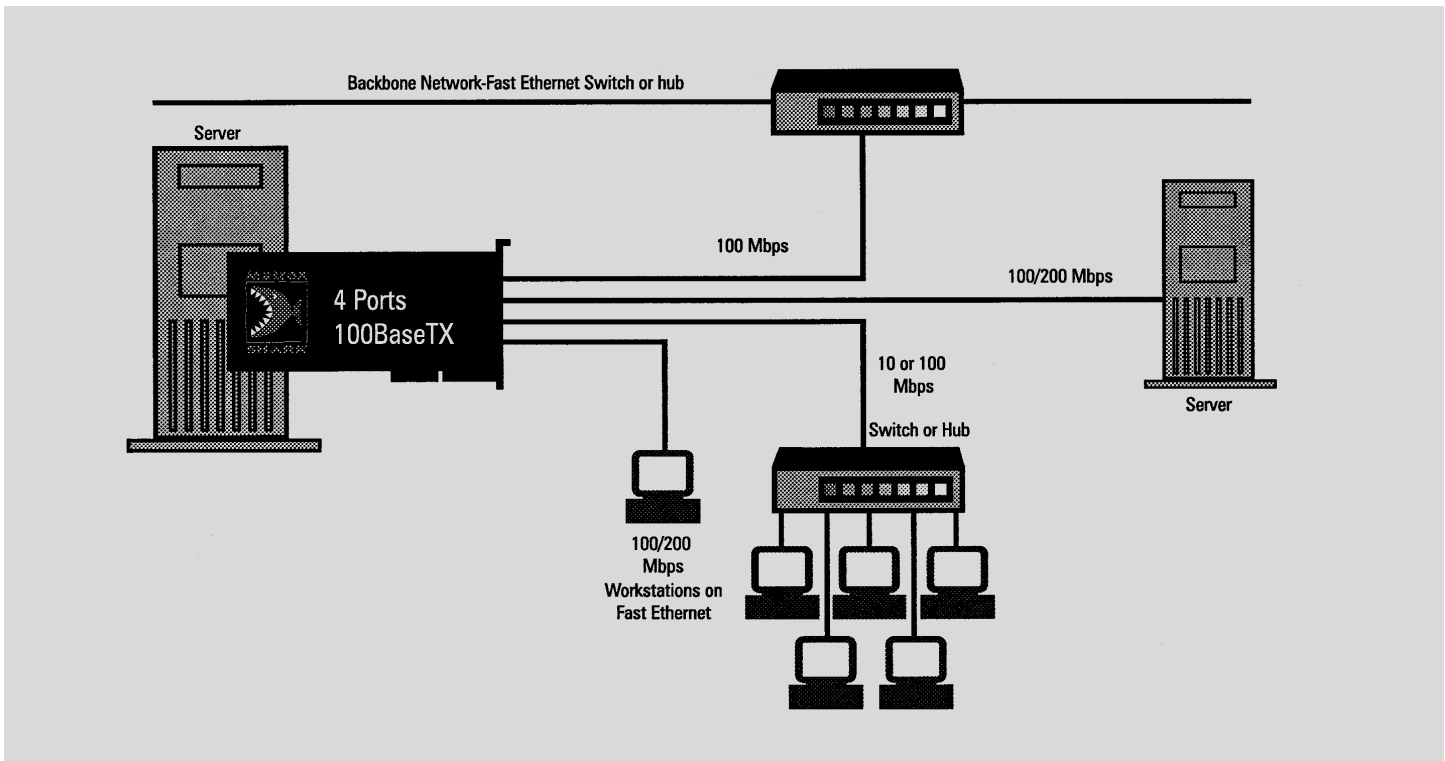 Backbone Network-Fast Ethernet Switch or hub
Server
100 Mbps
100/200 Mbps
4 Ports
100BaseTX
SHARK
10 or 100
Mbps
Server
Switch or Hub
100/200
Mbps
Workstations on
Fast Ethernet